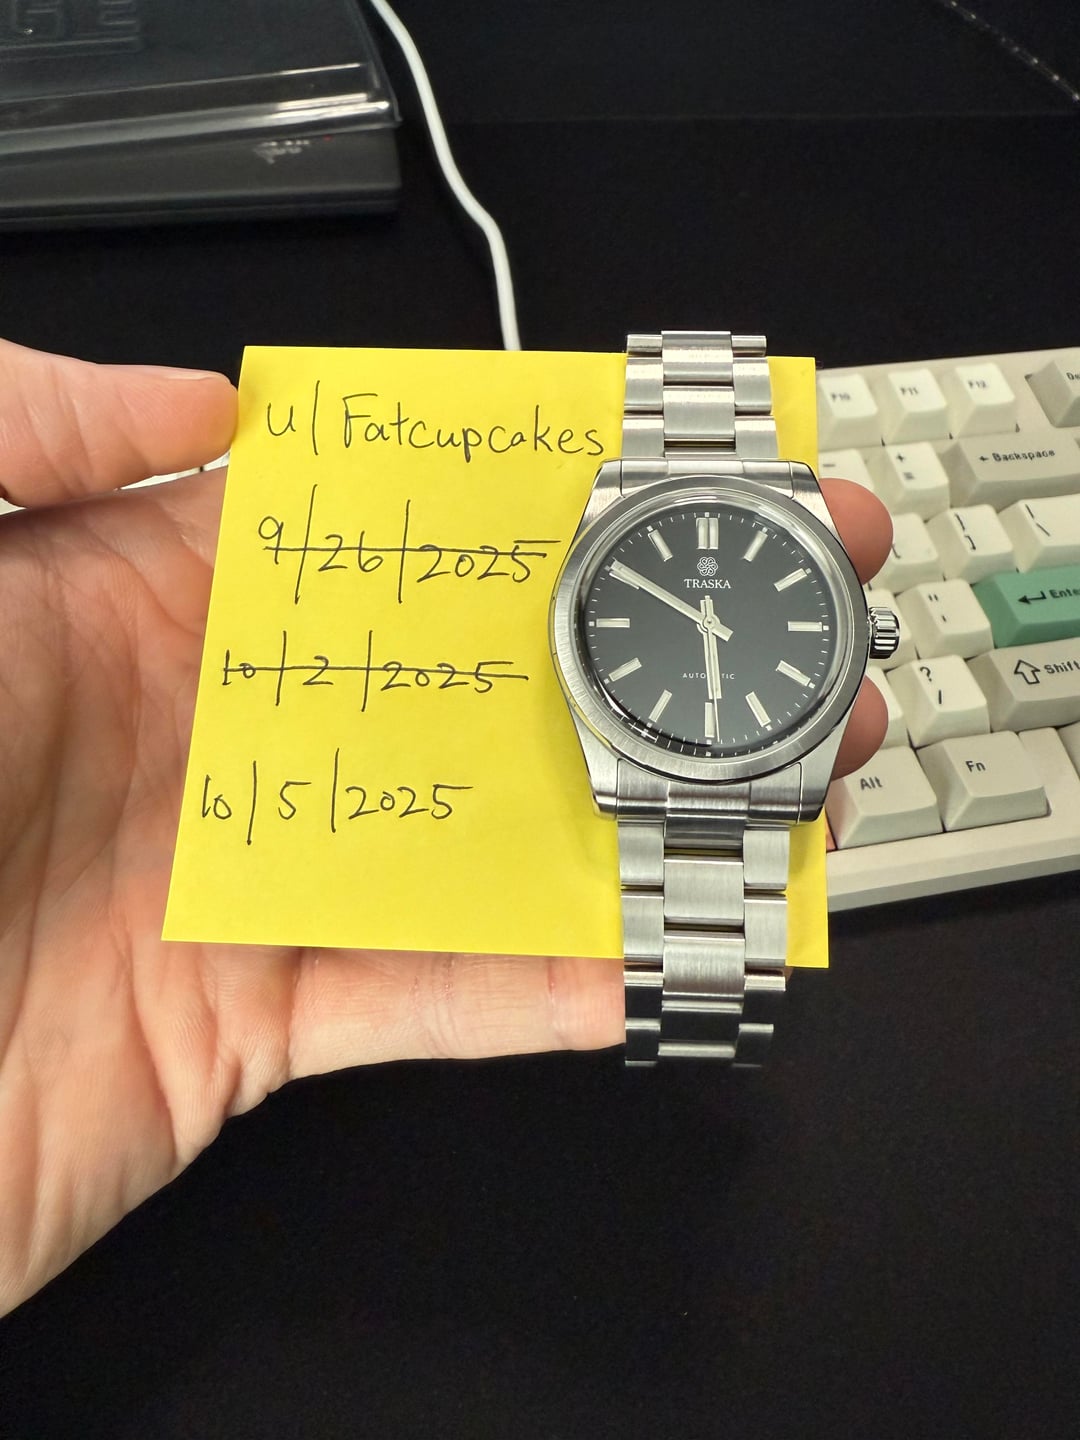 u/Fatcupcakes
9/26/2025
10/2/2025
10/5/2025
TRASKA
AUTOMATIC
F10
F11
F12
← Backspace
+
=
{
[
\
"
'
Enter
?
/
Shift
Alt
Fn